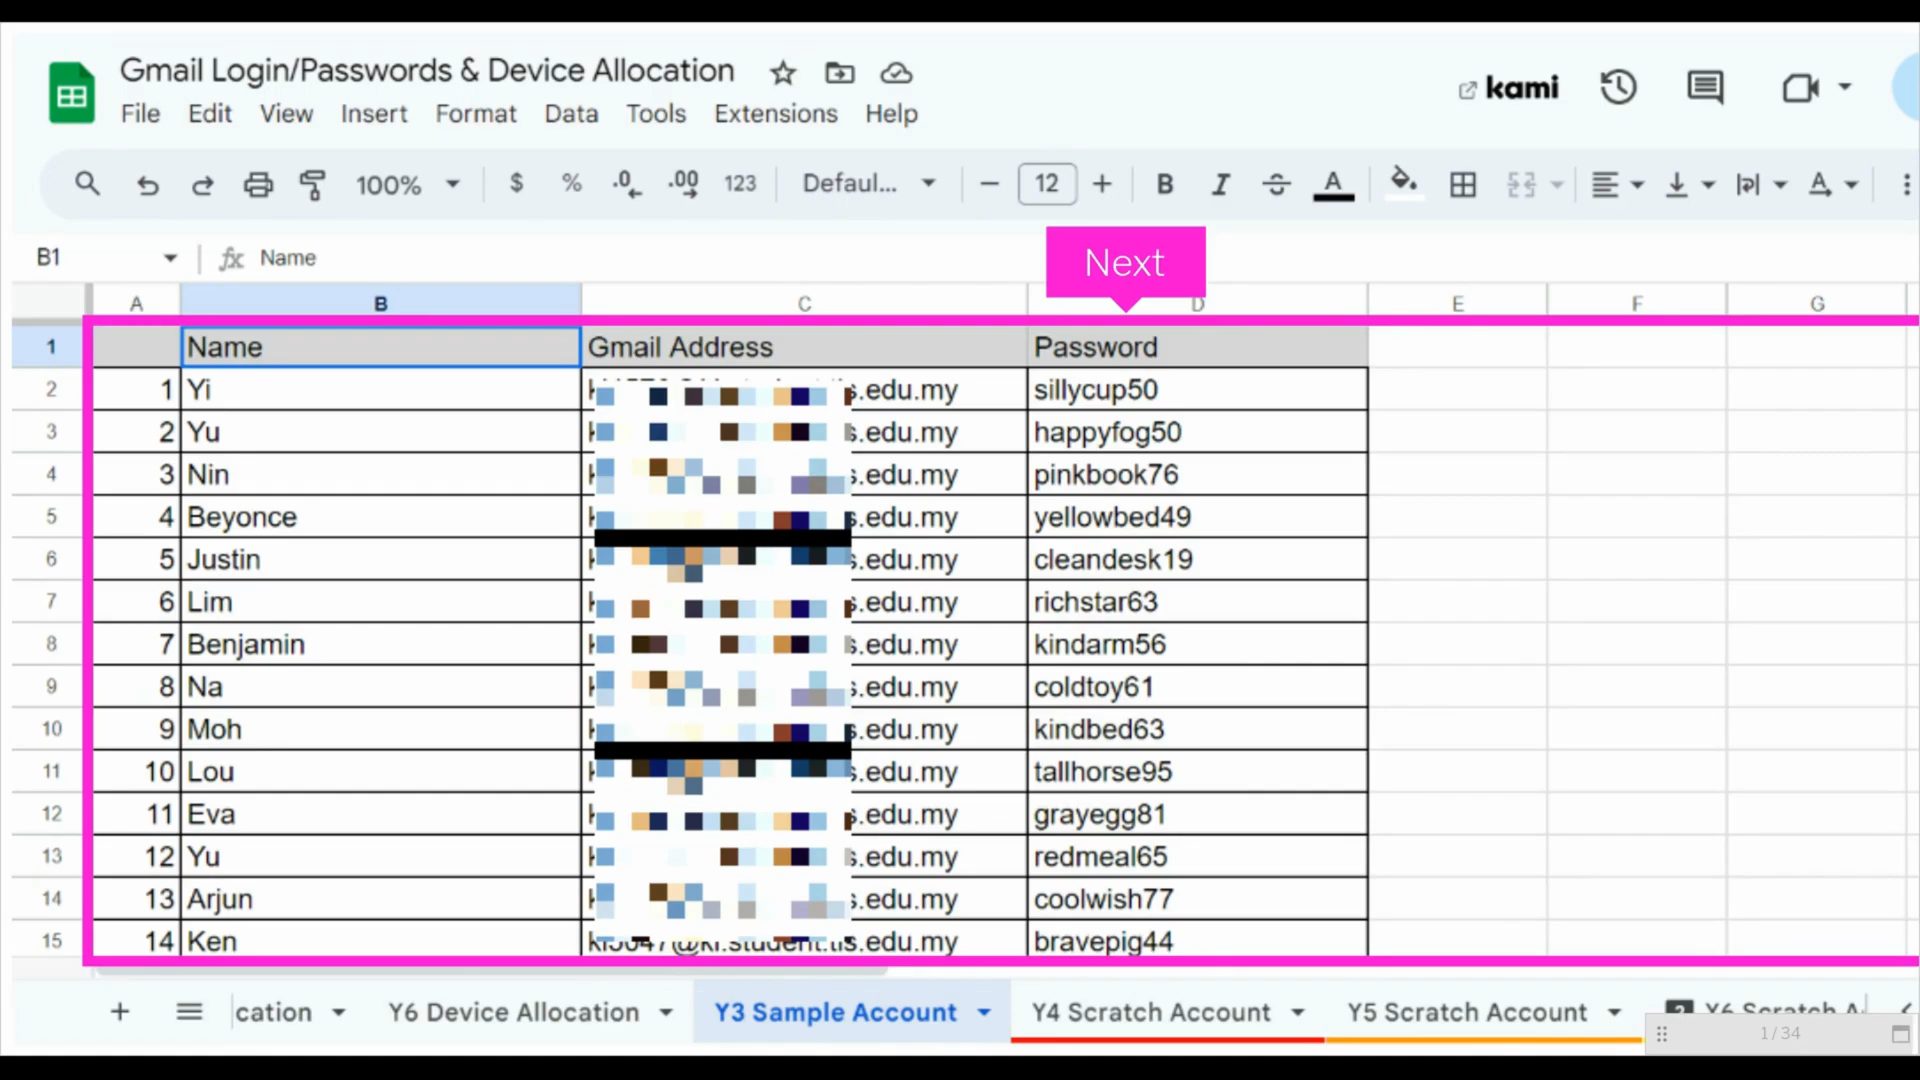 Gmail Login/Passwords & Device Allocation
kami
File Edit View Insert Format Data Tools Extensions Help
100% $ % .0 .00 123 Defaul... 12 B I A
B1 fx Name
Next
A B C D E F G
1 Name Gmail Address Password
2 1 Yi .edu.my sillycup50
3 2 Yu .edu.my happyfog50
4 3 Nin .edu.my pinkbook76
5 4 Beyonce .edu.my yellowbed49
6 5 Justin .edu.my cleandesk19
7 6 Lim .edu.my richstar63
8 7 Benjamin .edu.my kindarm56
9 8 Na .edu.my coldtoy61
10 9 Moh .edu.my kindbed63
11 10 Lou .edu.my tallhorse95
12 11 Eva .edu.my grayegg81
13 12 Yu .edu.my redmeal65
14 13 Arjun .edu.my coolwish77
15 14 Ken .edu.my bravepig44
cation Y6 Device Allocation Y3 Sample Account Y4 Scratch Account Y5 Scratch Account Y6 Scratch
1/34